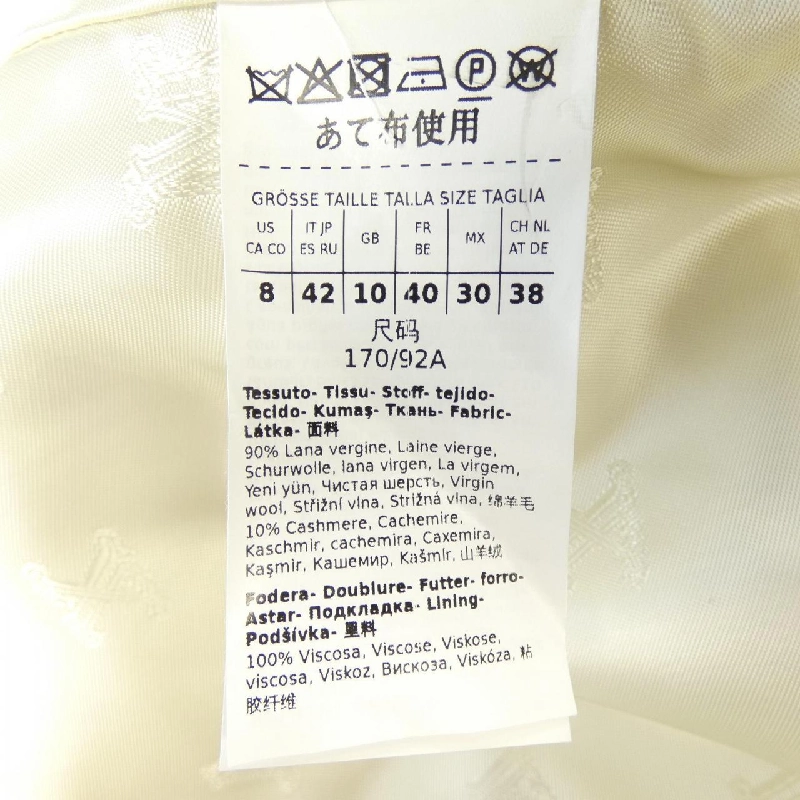 P
W
あて布使用
GRÖSSE TAILLE TALLA SIZE TAGLIA
US CA CO IT JP ES RU GB FR BE MX CH NL AT DE
8 42 10 40 30 38
尺码
170/92A
Tessuto- Tissu- Stoff- tejido-
Tecido- Kumaş- Ткань- Fabric-
Látka- 面料
90% Lana vergine, Laine vierge,
Schurwolle, lana virgen, La virgem,
Yeni yün, Чистая шерсть, Virgin
wool, Střižní vlna, Strižná vlna, 绵羊毛
10% Cashmere, Cachemire,
Kaschmir, cachemira, Caxemira,
Kaşmir, Кашемир, Kašmír, 山羊绒
Fodera- Doublure- Futter- forro-
Astar- Подкладка- Lining-
Podšívka- 里料
100% Viscosa, Viscose, Viskose,
viscosa, Viskoz, Вискоза, Viskóza, 粘
胶纤维